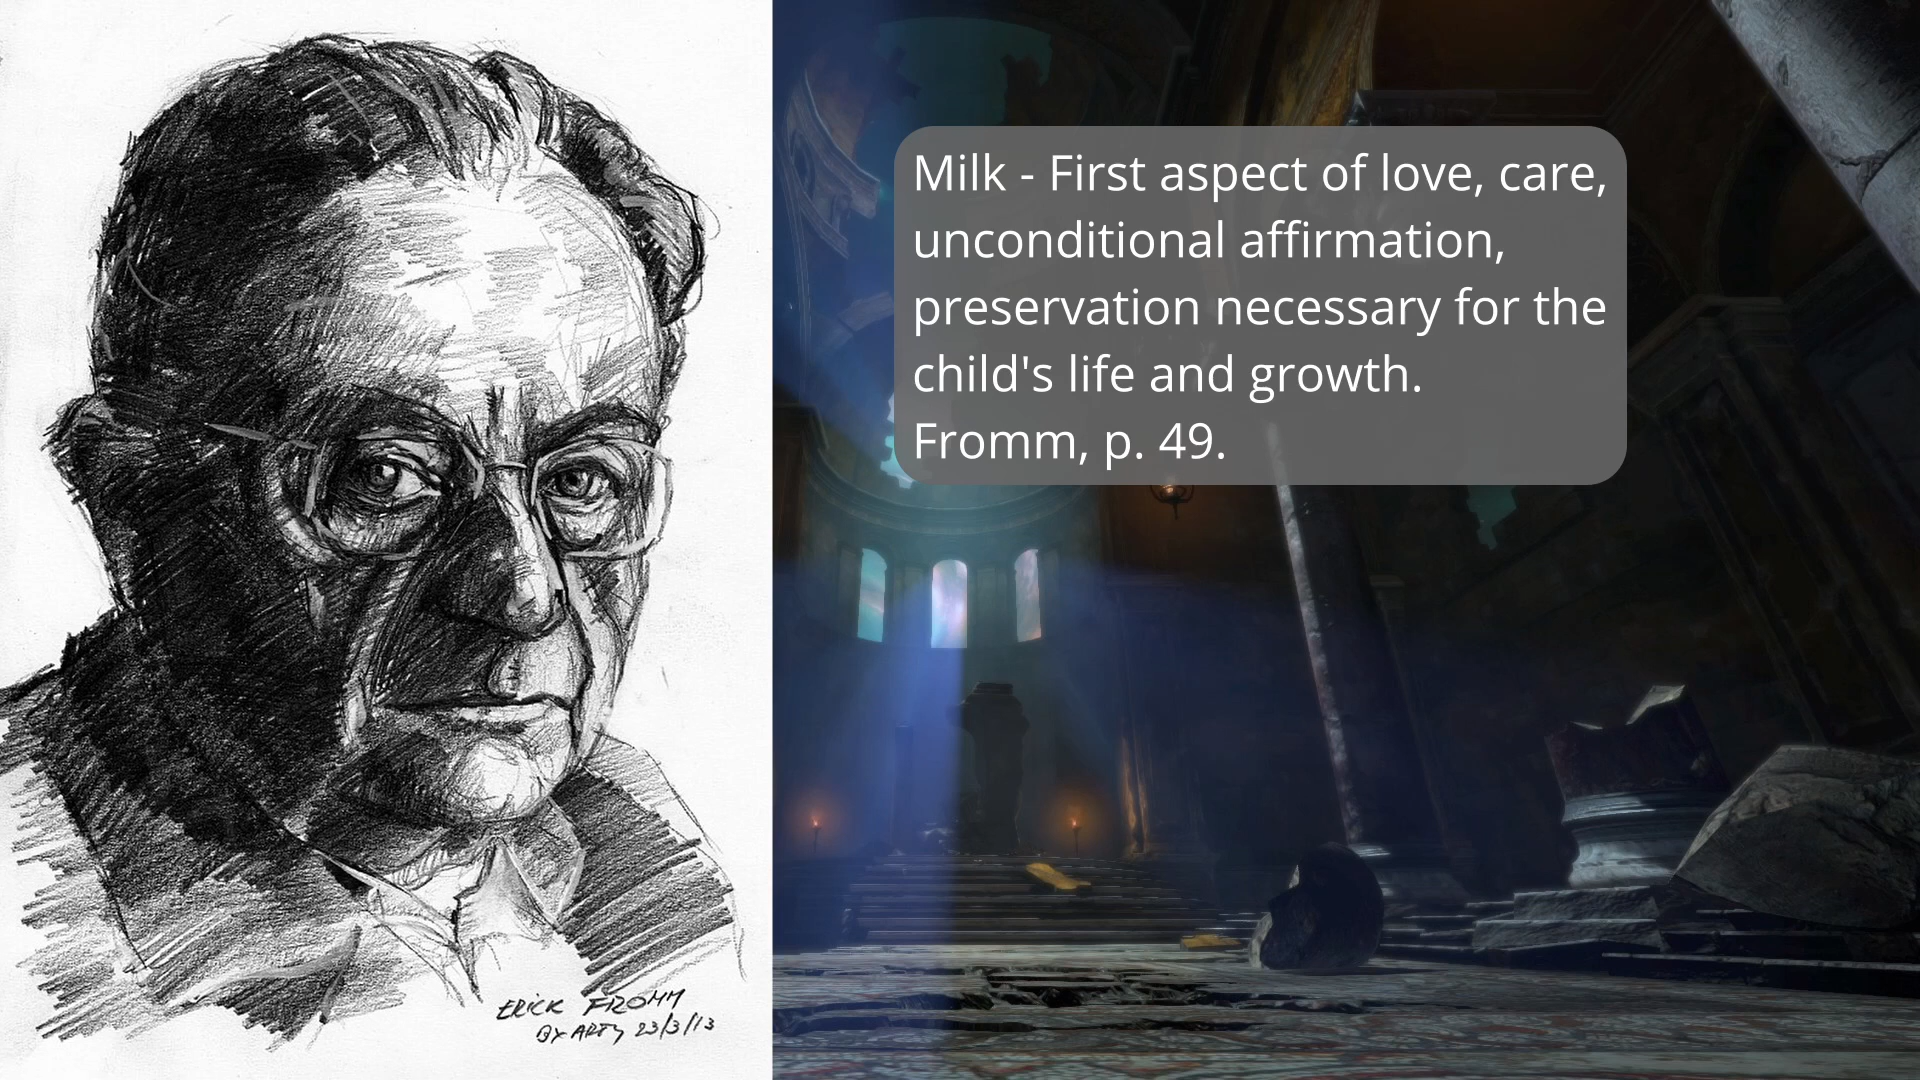 Milk - First aspect of love, care,
unconditional affirmation,
preservation necessary for the
child's life and growth.
Fromm, p. 49.
ERICK FROMM
BY ARTY 23/3/13